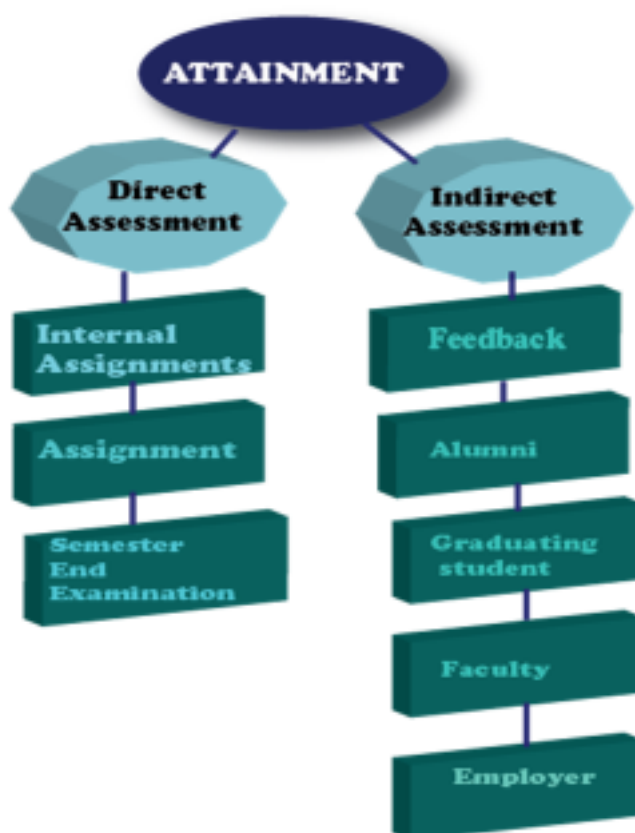 ATTAINMENT
Direct
Assessment
Internal
Assignments
Assignment
Semester
End
Examination
Indirect
Assessment
Feedback
Alumni
Graduating
student
Faculty
Employer